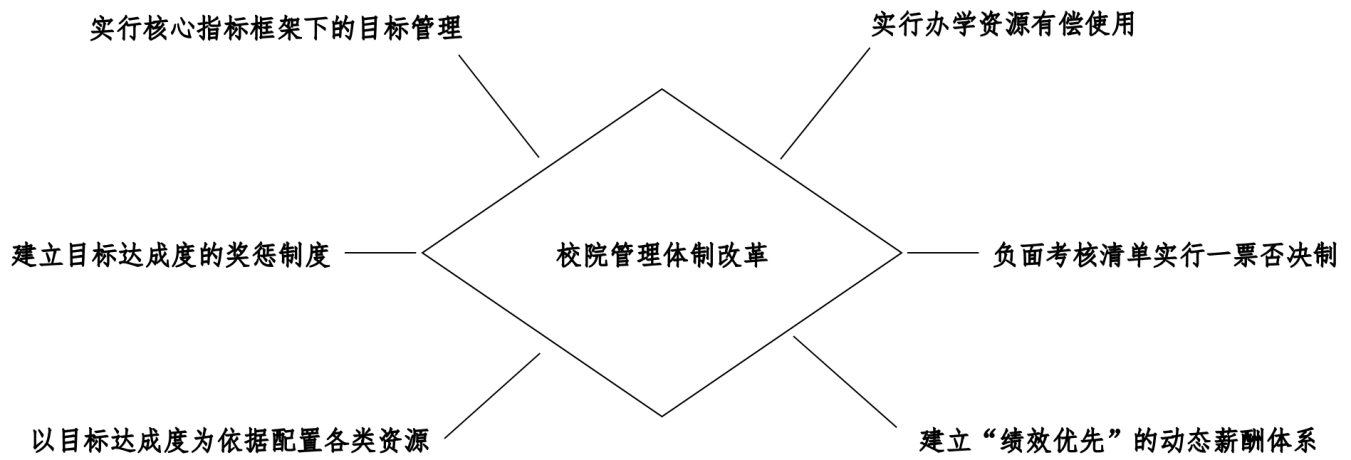 实行核心指标框架下的目标管理
实行办学资源有偿使用
建立目标达成度的奖惩制度
校院管理体制改革
负面考核清单实行一票否决制
以目标达成度为依据配置各类资源
建立“绩效优先”的动态薪酬体系